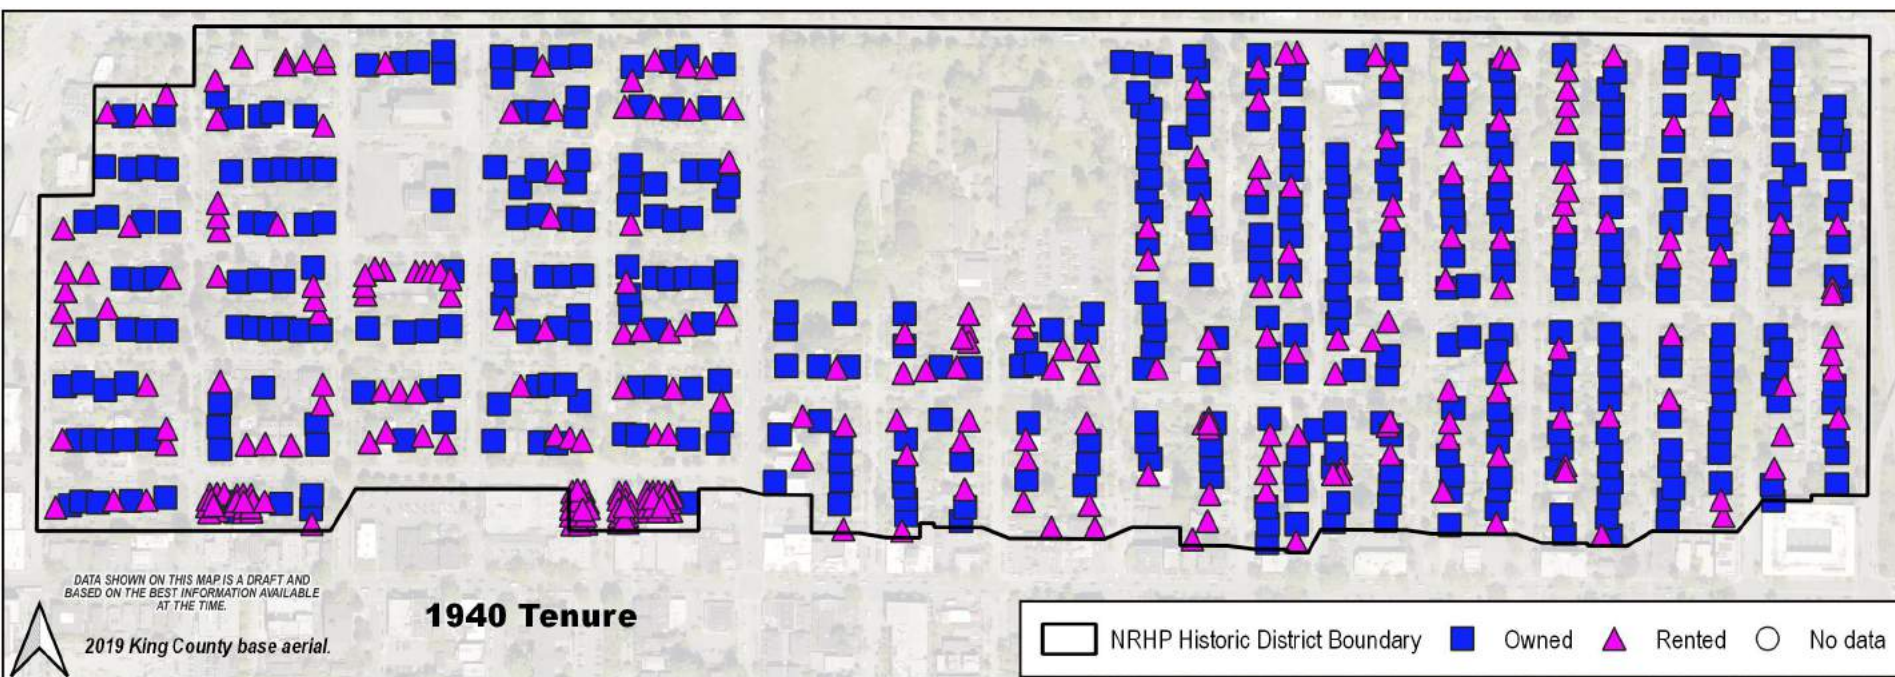 DATA SHOWN ON THIS MAP IS A DRAFT AND
BASED ON THE BEST INFORMATION AVAILABLE
AT THE TIME.
1940 Tenure
2019 King County base aerial.
NRHP Historic District Boundary Owned Rented No data